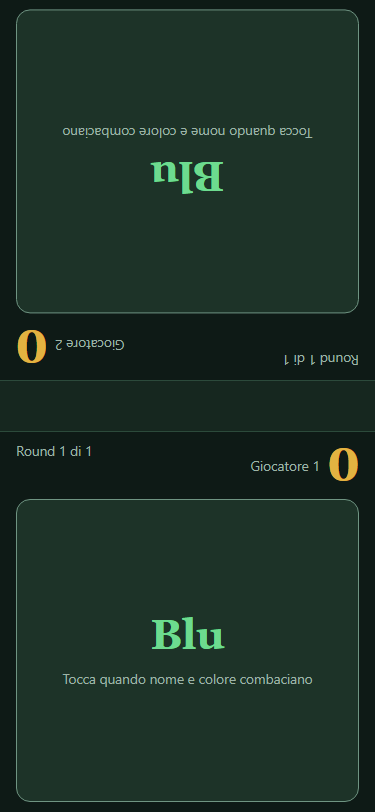 Tocca quando nome e colore combaciano
Blu
0 Giocatore 2
Round 1 di 1
Round 1 di 1
Giocatore 1 0
Blu
Tocca quando nome e colore combaciano